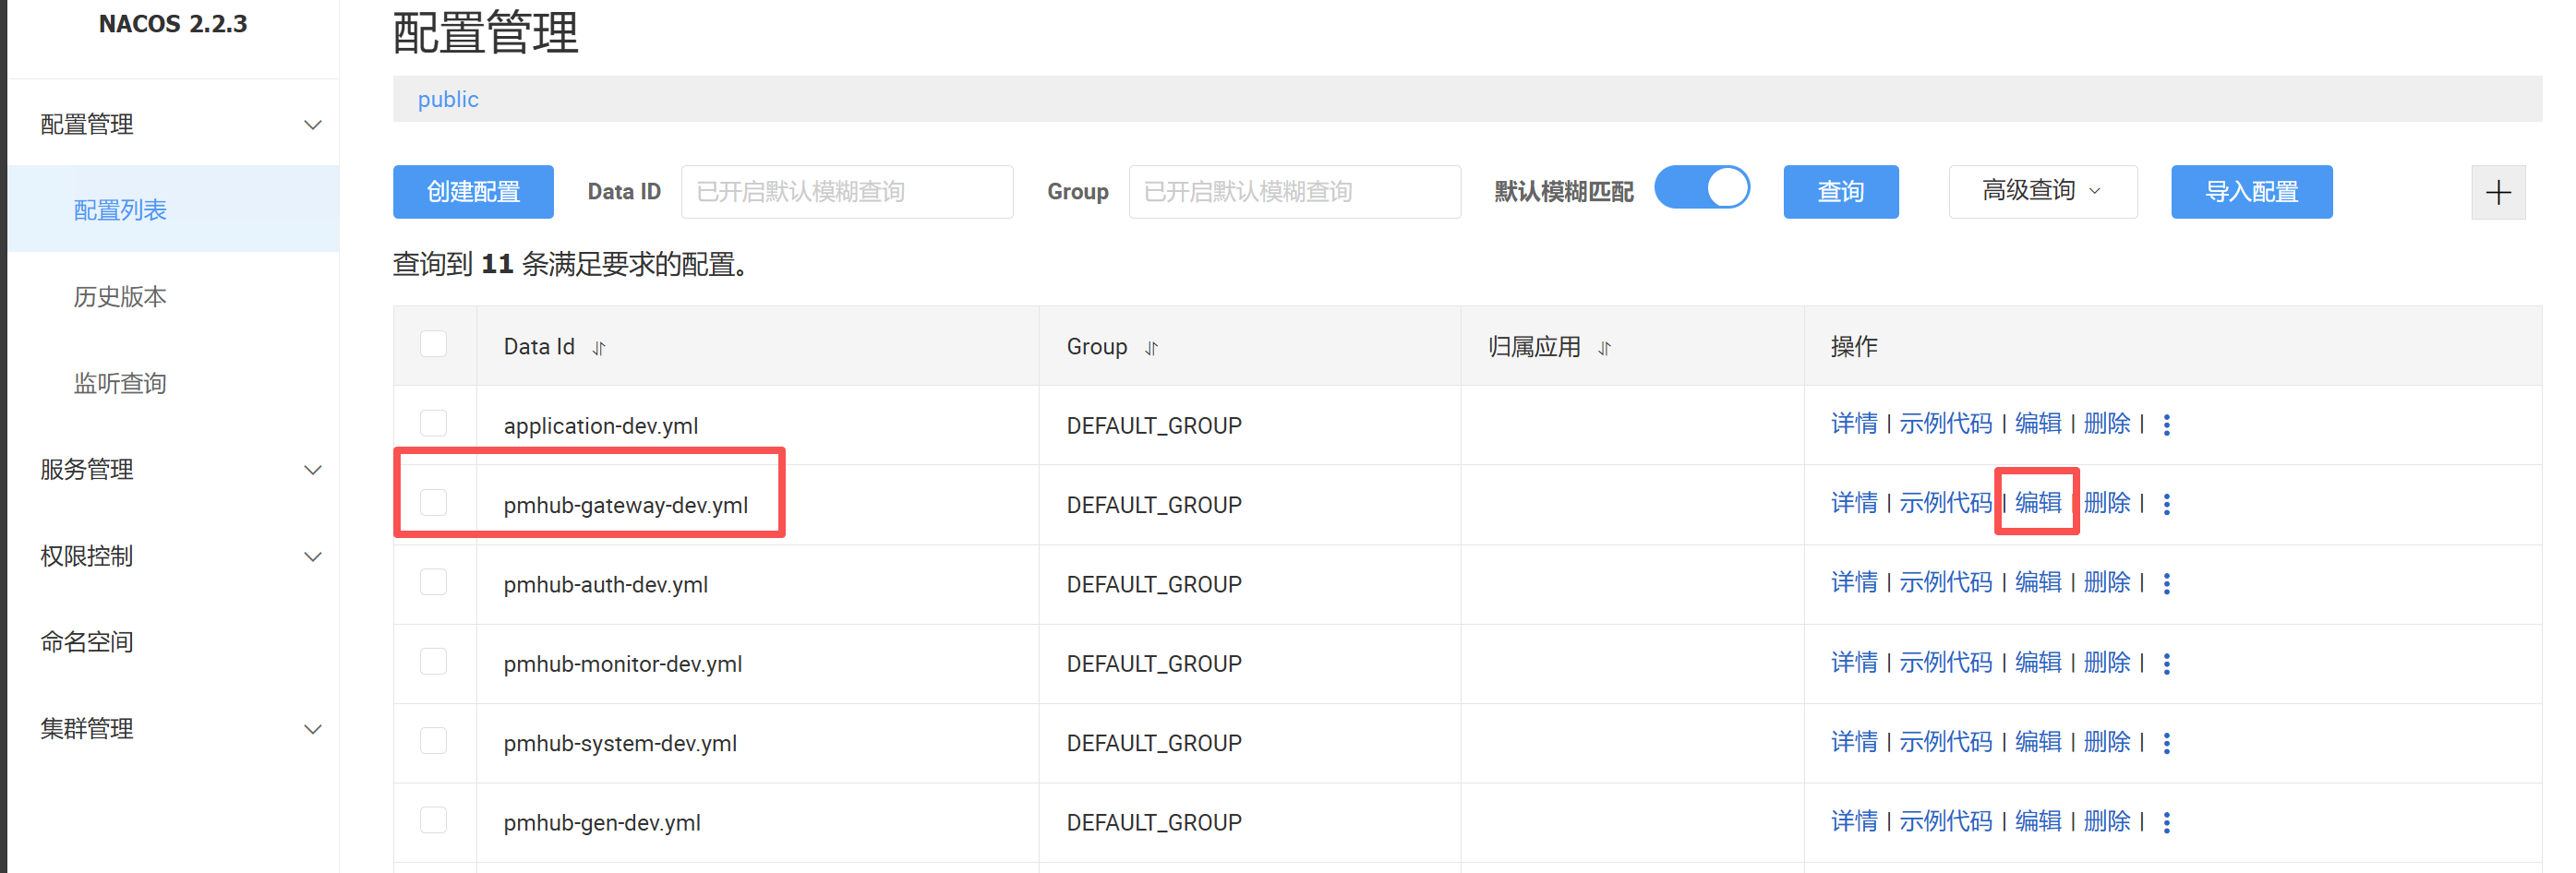 NACOS 2.2.3
配置管理
配置列表
历史版本
监听查询
服务管理
权限控制
命名空间
集群管理
配置管理
public
创建配置 Data ID 已开启默认模糊查询 Group 已开启默认模糊查询 默认模糊匹配 查询 高级查询 导入配置
查询到 11 条满足要求的配置。
Data Id Group 归属应用 操作
application-dev.yml DEFAULT_GROUP 详情 | 示例代码 | 编辑 | 删除 |
pmhub-gateway-dev.yml DEFAULT_GROUP 详情 | 示例代码 | 编辑 | 删除 |
pmhub-auth-dev.yml DEFAULT_GROUP 详情 | 示例代码 | 编辑 | 删除 |
pmhub-monitor-dev.yml DEFAULT_GROUP 详情 | 示例代码 | 编辑 | 删除 |
pmhub-system-dev.yml DEFAULT_GROUP 详情 | 示例代码 | 编辑 | 删除 |
pmhub-gen-dev.yml DEFAULT_GROUP 详情 | 示例代码 | 编辑 | 删除 |